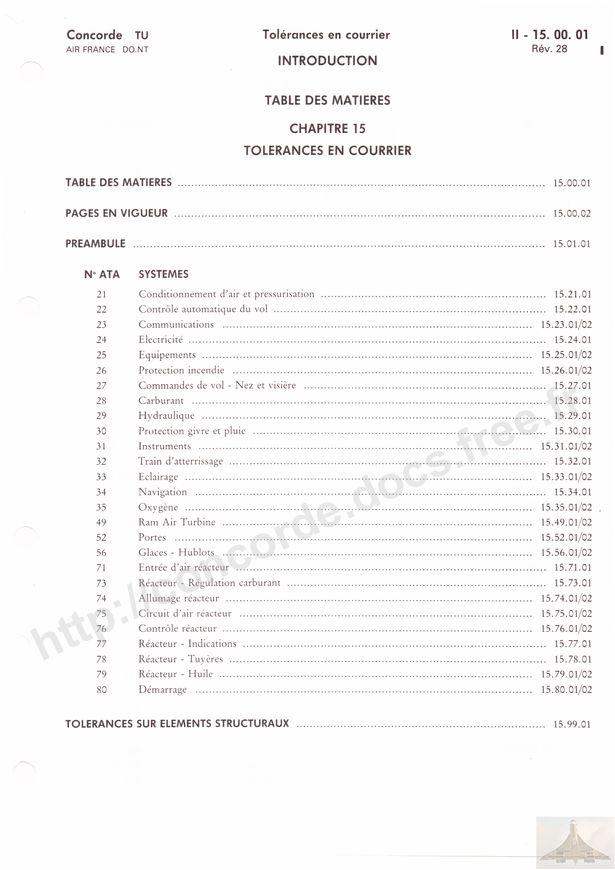 Concorde TU Tolérances en courrier II - 15. 00. 01
AIR FRANCE DO.NT Rév. 28
INTRODUCTION
TABLE DES MATIERES
CHAPITRE 15
TOLERANCES EN COURRIER
TABLE DES MATIERES 15.00.01
PAGES EN VIGUEUR 15.00.02
PREAMBULE 15.01.01
N° ATA SYSTEMES
21 Conditionnement d'air et pressurisation 15.21.01
22 Contrôle automatique du vol 15.22.01
23 Communications 15.23.01/02
24 Electricité 15.24.01
25 Equipements 15.25.01/02
26 Protection incendie 15.26.01/02
27 Commandes de vol - Nez et visière 15.27.01
28 Carburant 15.28.01
29 Hydraulique 15.29.01
30 Protection givre et pluie 15.30.01
31 Instruments 15.31.01/02
32 Train d'atterrissage 15.32.01
33 Eclairage 15.33.01/02
34 Navigation 15.34.01
35 Oxygène 15.35.01
49 Ram Air Turbine 15.49.01/02
52 Portes 15.52.01/02
56 Glaces - Hublots 15.56.01/02
71 Entrée d'air réacteur 15.71.01
73 Réacteur - Régulation carburant 15.73.01
74 Allumage réacteur 15.74.01/02
75 Circuit d'air réacteur 15.75.01/02
76 Contrôle réacteur 15.76.01/02
77 Réacteur - Indications 15.77.01
78 Réacteur - Tuyères 15.78.01
79 Réacteur - Huile 15.79.01/02
80 Démarrage 15.80.01/02
TOLERANCES SUR ELEMENTS STRUCTURAUX 15.99.01
http://concorde.docs.free.fr